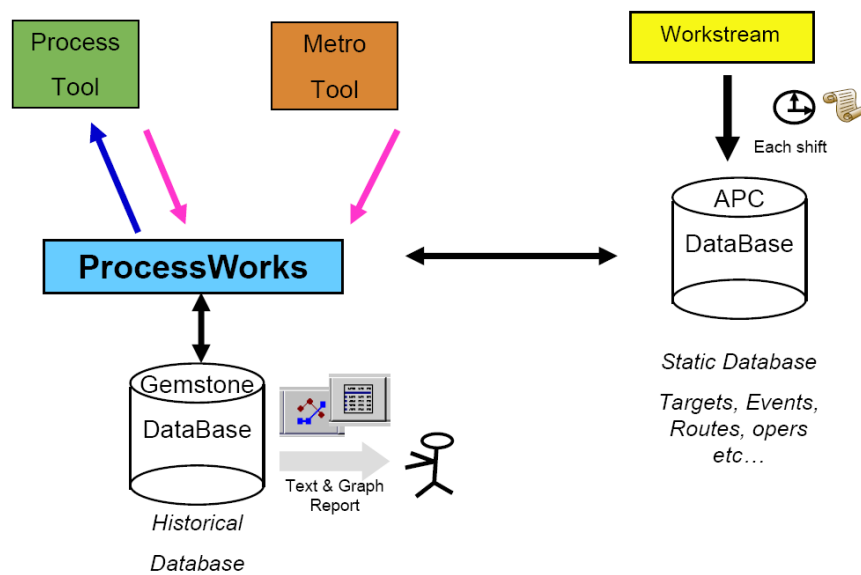 Process
Tool
Metro
Tool
Workstream
Each shift
APC
DataBase
ProcessWorks
Static Database
Targets, Events,
Routes, opers
etc…
Gemstone
DataBase
Text & Graph
Report
Historical
Database